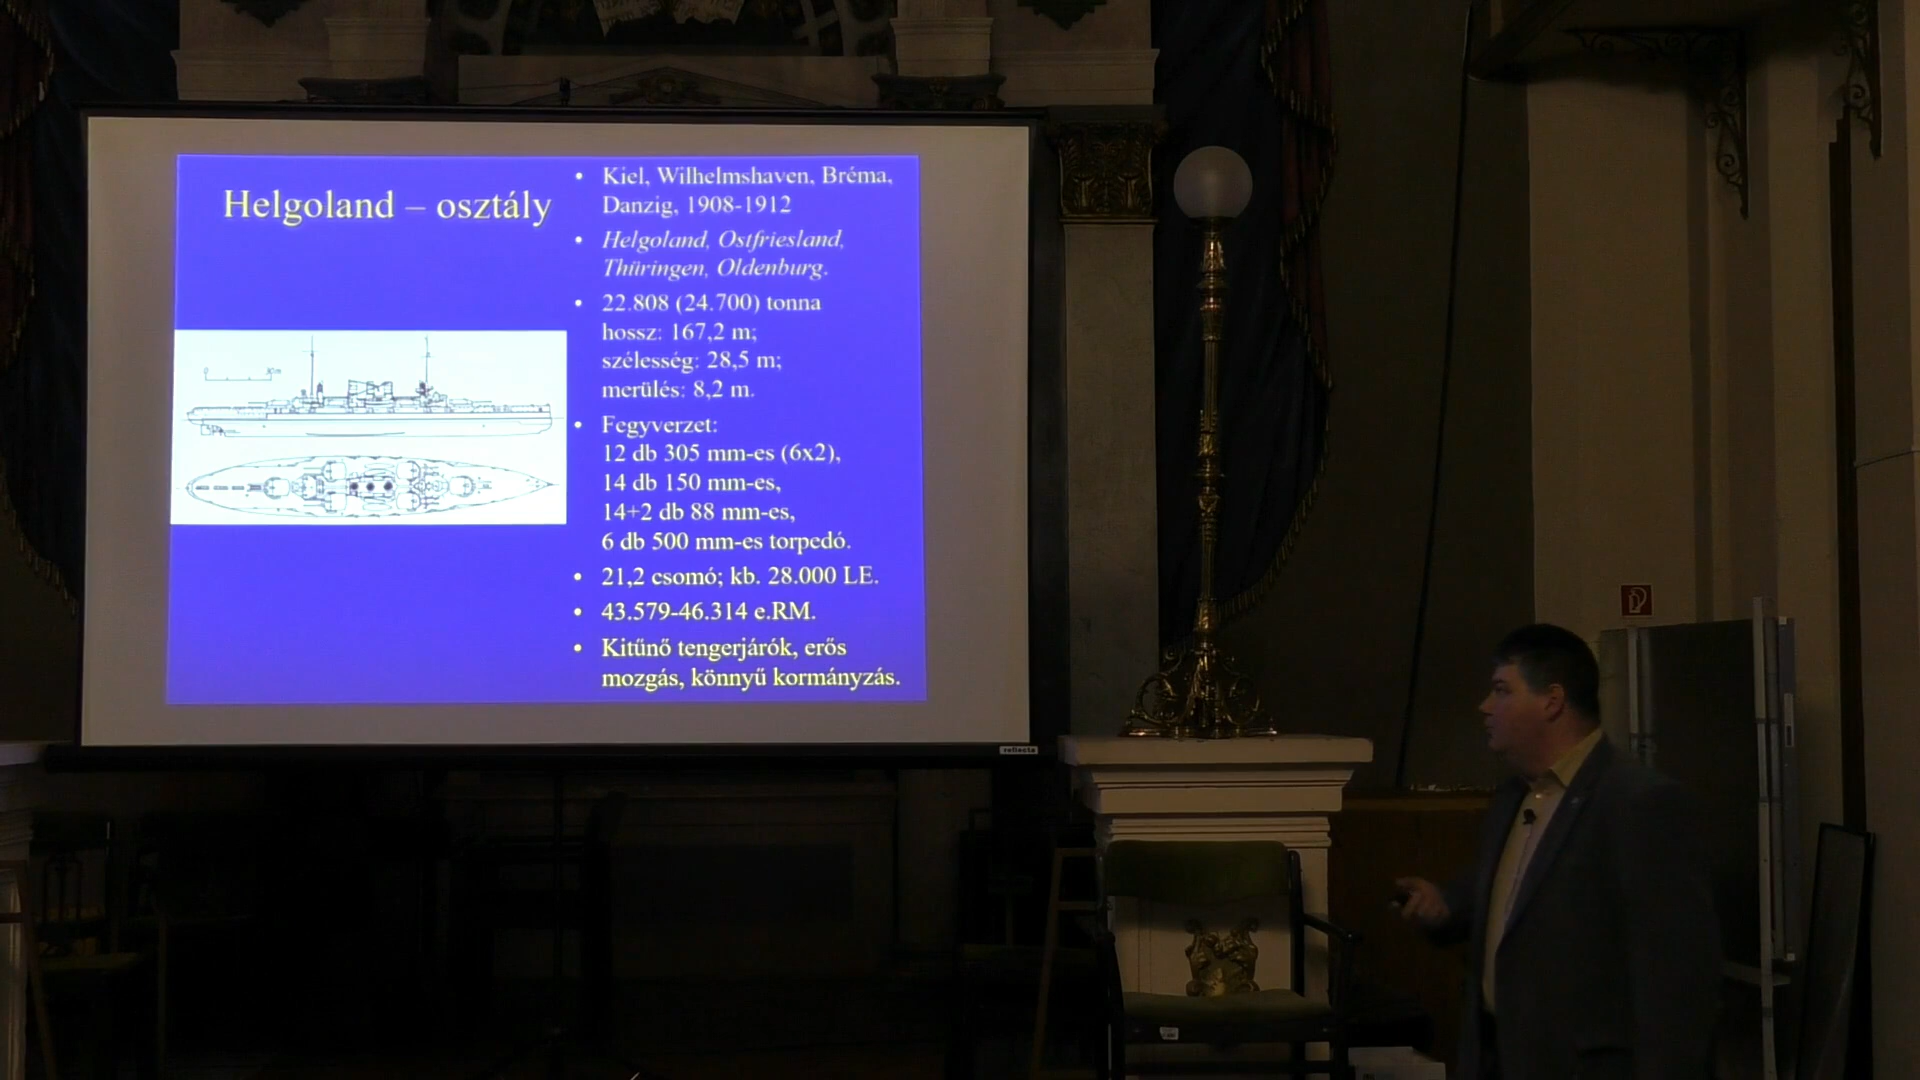 Helgoland – osztály
• Kiel, Wilhelmshaven, Bréma,
Danzig, 1908-1912
• Helgoland, Ostfriesland,
Thüringen, Oldenburg.
• 22.808 (24.700) tonna
hossz: 167,2 m;
szélesség: 28,5 m;
merülés: 8,2 m.
• Fegyverzet:
12 db 305 mm-es (6x2),
14 db 150 mm-es,
14+2 db 88 mm-es,
6 db 500 mm-es torpedó.
• 21,2 csomó; kb. 28.000 LE.
• 43.579-46.314 e.RM.
• Kitűnő tengerjárók, erős
mozgás, könnyű kormányzás.
reflecta